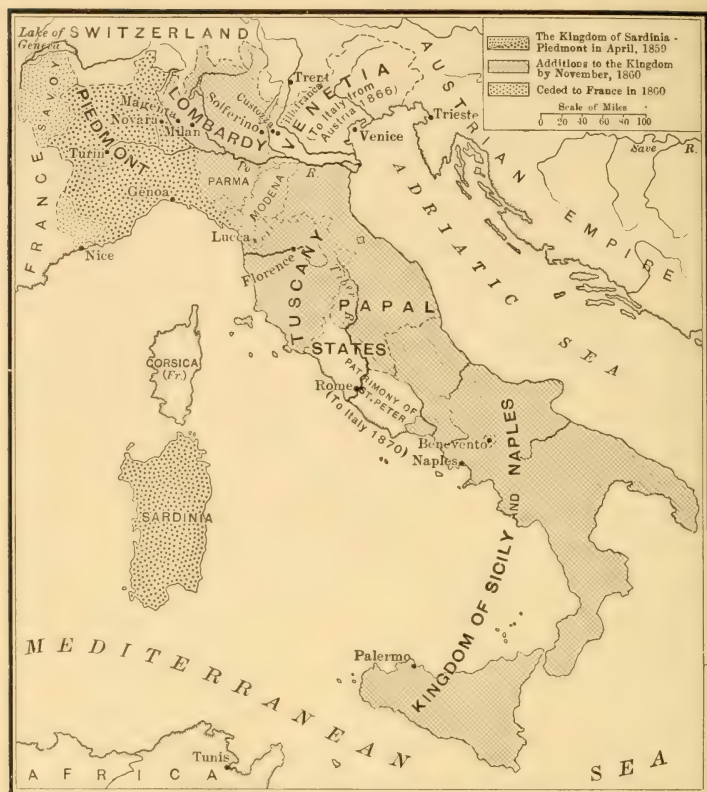 The Kingdom of Sardinia -
Piedmont in April, 1859
Additions to the Kingdom
by November, 1860
Ceded to France in 1860
Scale of Miles
0 20 40 60 80 100
Lake of
Geneva
SWITZERLAND
AUSTRIAN EMPIRE
SAVOY
PIEDMONT
LOMBARDY
VENETIA
(To Italy from
Austria 1866)
Trent
Magenta
Novara
Milan
Solferino
Custozza
Villafranca
Venice
Trieste
Save R.
Turin
Po R.
PARMA
MODENA
Genoa
FRANCE
Nice
Lucca
Florence
TUSCANY
Tiber R.
PAPAL
STATES
ADRIATIC SEA
CORSICA
(Fr.)
PATRIMONY OF
ST. PETER
Rome
(To Italy 1870)
Benevento
Naples
SARDINIA
KINGDOM OF SICILY AND NAPLES
MEDITERRANEAN SEA
Palermo
Tunis
AFRICA